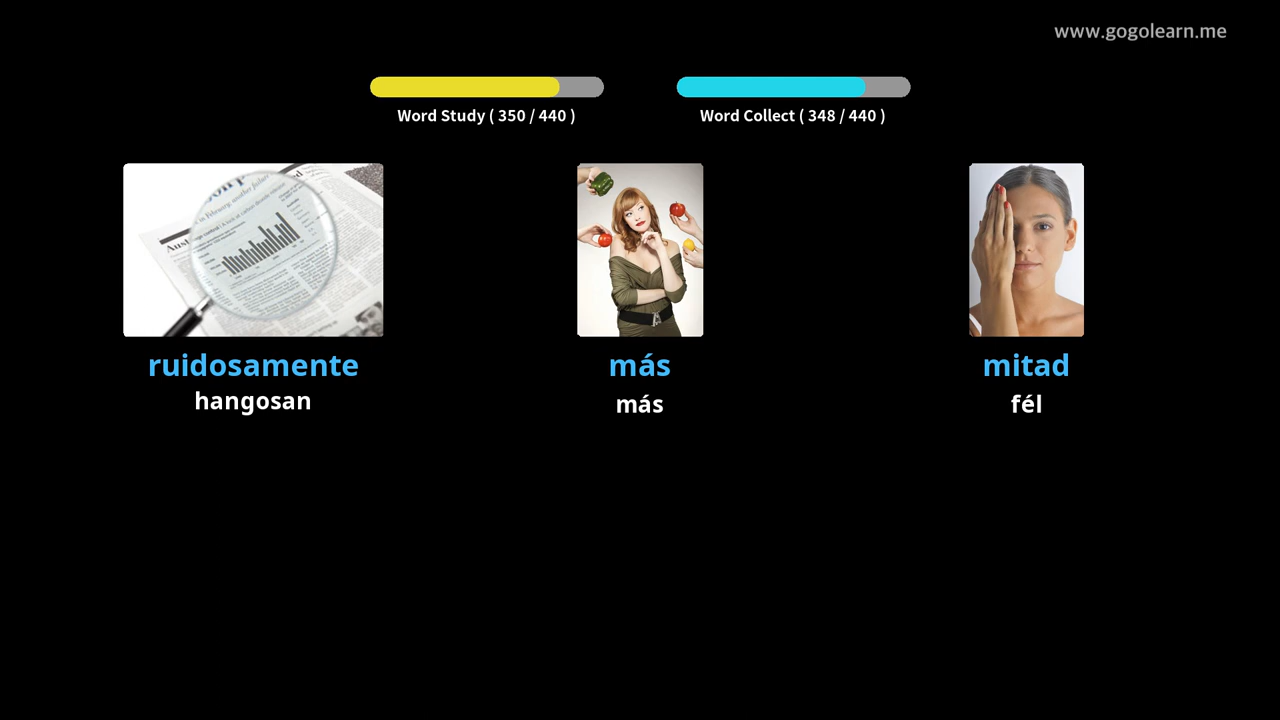 www.gogolearn.me
Word Study ( 350 / 440 )
Word Collect ( 348 / 440 )
ruidosamente
más
mitad
hangosan
más
fél